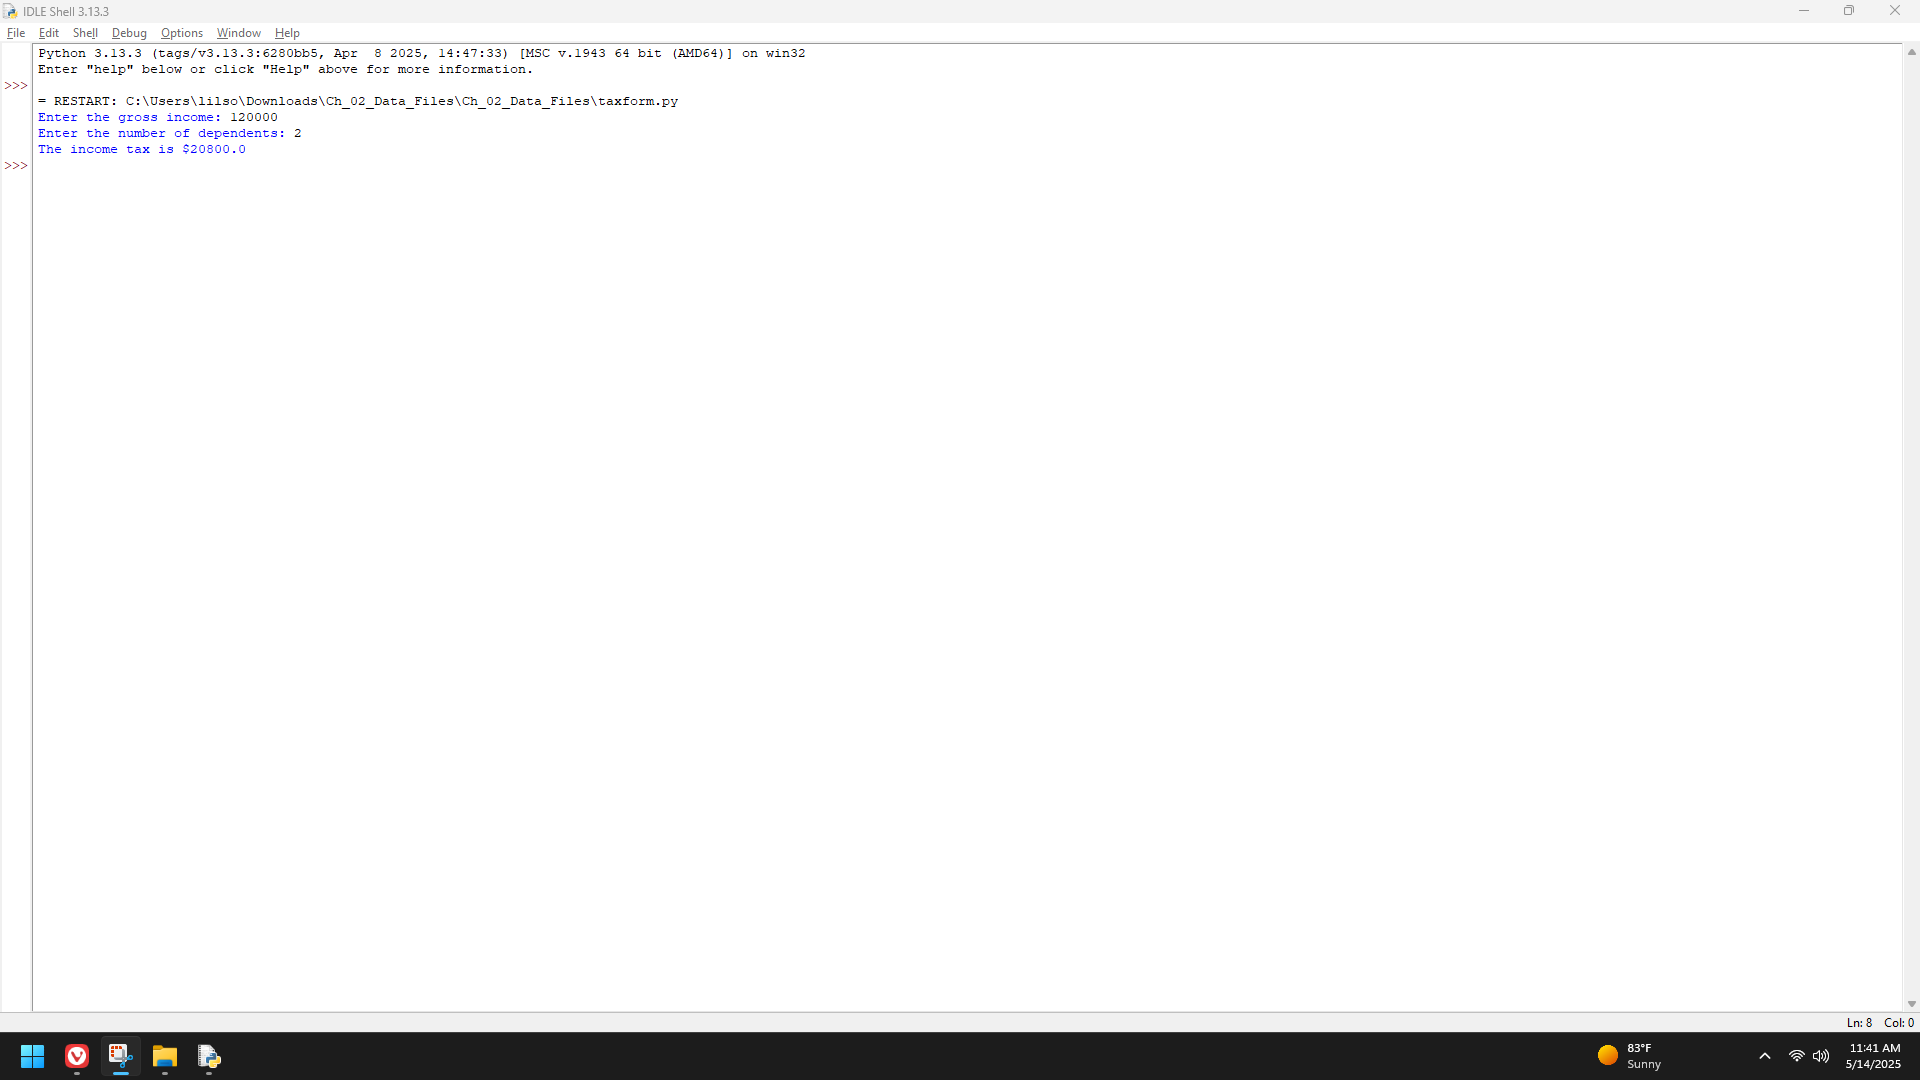 IDLE Shell 3.13.3
File Edit Shell Debug Options Window Help
Python 3.13.3 (tags/v3.13.3:6280bb5, Apr  8 2025, 14:47:33) [MSC v.1943 64 bit (AMD64)] on win32
Enter "help" below or click "Help" above for more information.
>>>
= RESTART: C:\Users\lilso\Downloads\Ch_02_Data_Files\Ch_02_Data_Files\taxform.py
Enter the gross income: 120000
Enter the number of dependents: 2
The income tax is $20800.0
>>>
Ln: 8 Col: 0
83°F
Sunny
11:41 AM
5/14/2025